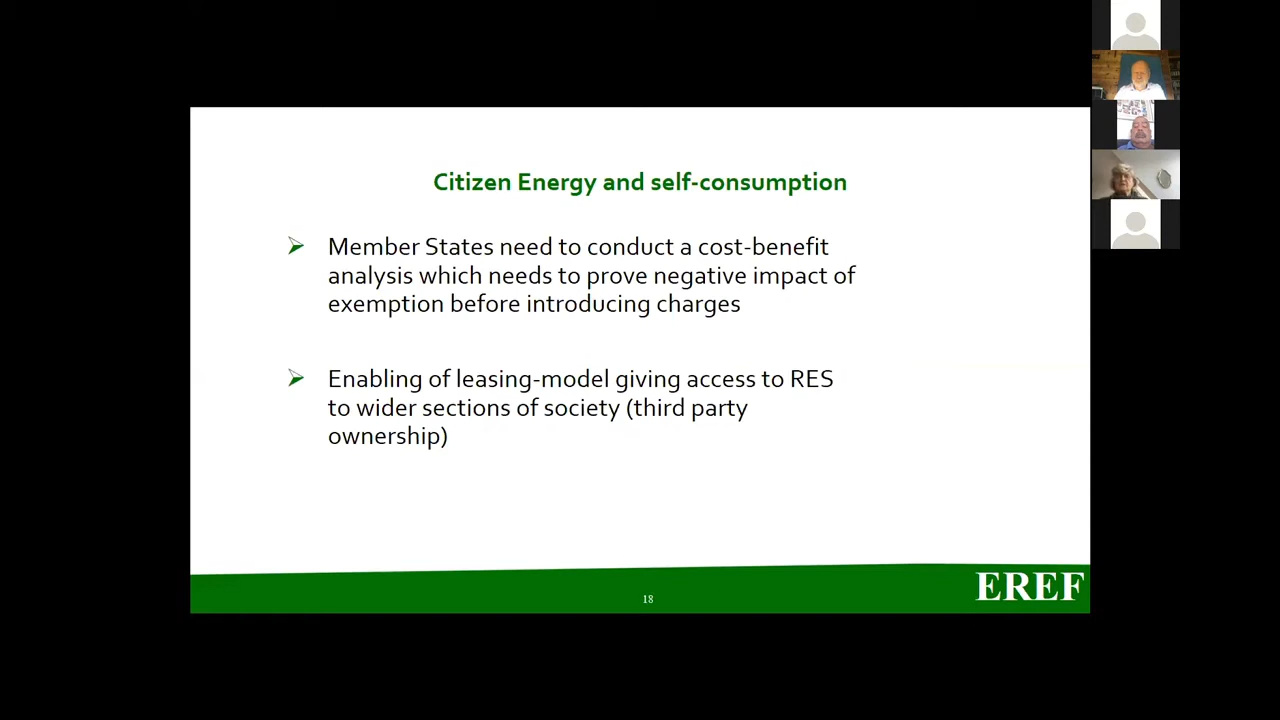 Citizen Energy and self-consumption
Member States need to conduct a cost-benefit
analysis which needs to prove negative impact of
exemption before introducing charges
Enabling of leasing-model giving access to RES
to wider sections of society (third party
ownership)
18
EREF